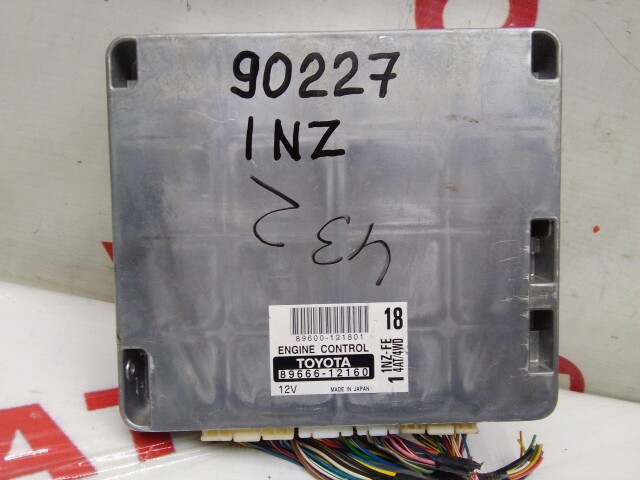 90227
1NZ
432
89600-121801
18
ENGINE CONTROL
TOYOTA
89666-12160
12V
MADE IN JAPAN
1NZ-FE
1 4AT/4WD